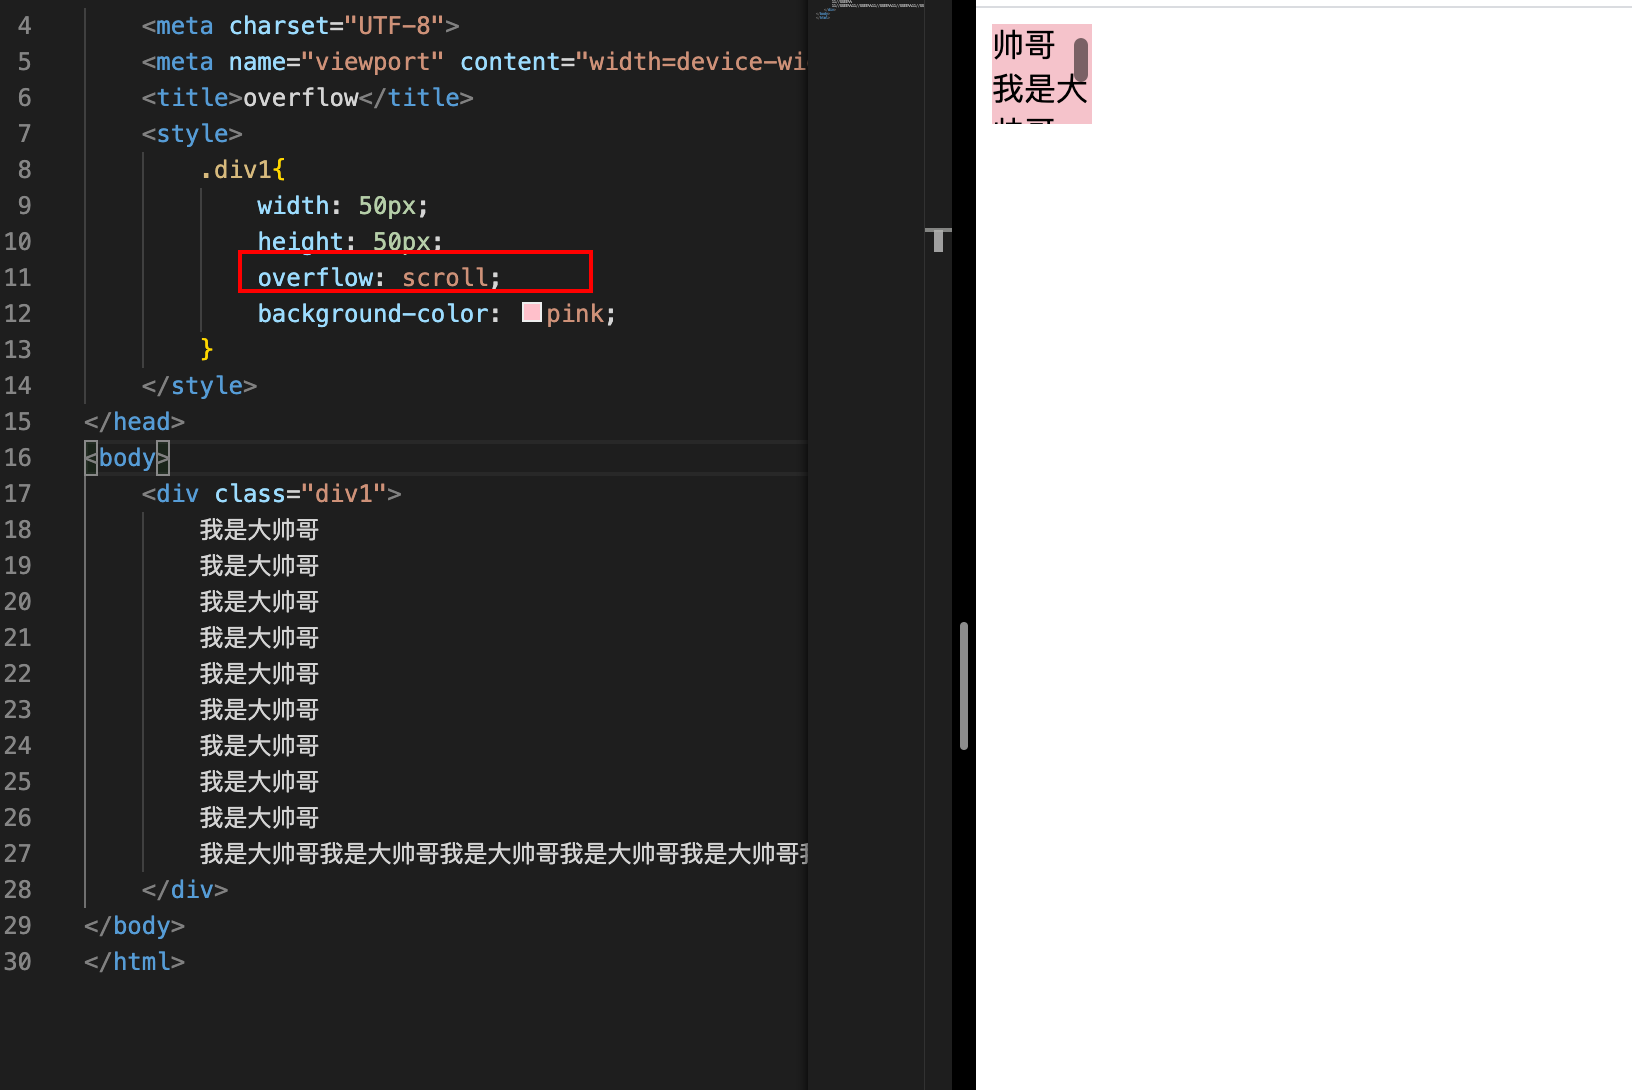 4 <meta charset="UTF-8">
5 <meta name="viewport" content="width=device-wi
6 <title>overflow</title>
7 <style>
8 .div1{
9 width: 50px;
10 height: 50px;
11 overflow: scroll;
12 background-color: pink;
13 }
14 </style>
15 </head>
16 <body>
17 <div class="div1">
18 我是大帅哥
19 我是大帅哥
20 我是大帅哥
21 我是大帅哥
22 我是大帅哥
23 我是大帅哥
24 我是大帅哥
25 我是大帅哥
26 我是大帅哥
27 我是大帅哥我是大帅哥我是大帅哥我是大帅哥我是大帅哥
28 </div>
29 </body>
30 </html>
帅哥
我是大